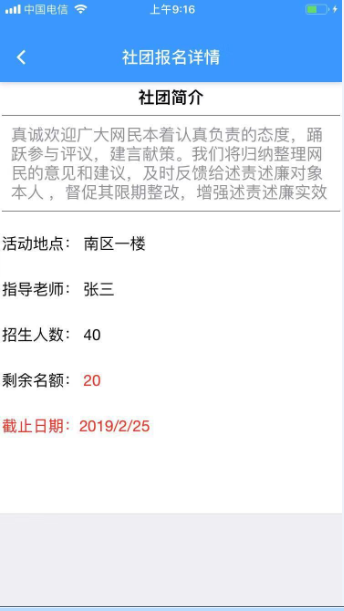 中国电信 上午9:16
社团报名详情
社团简介
真诚欢迎广大网民本着认真负责的态度，踊
跃参与评议，建言献策。我们将归纳整理网
民的意见和建议，及时反馈给述责述廉对象
本人 ，督促其限期整改，增强述责述廉实效
活动地点： 南区一楼
指导老师： 张三
招生人数： 40
剩余名额： 20
截止日期：2019/2/25